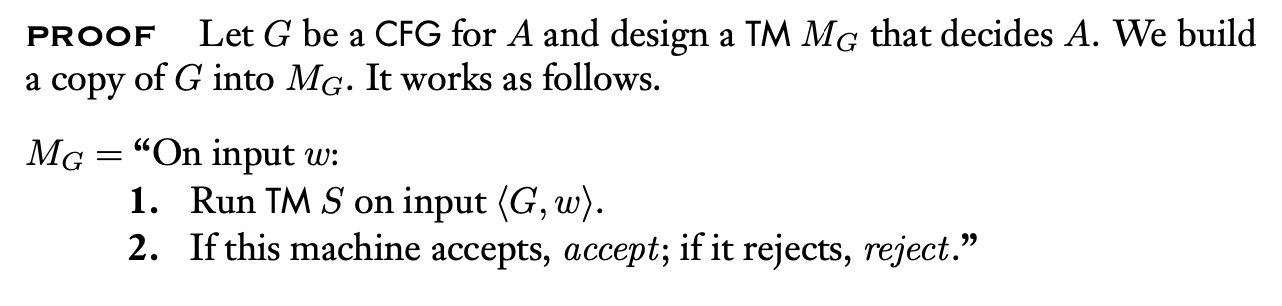 PROOF Let G be a CFG for A and design a TM M_G that decides A. We build
a copy of G into M_G. It works as follows.
M_G = “On input w:
1. Run TM S on input ⟨G, w⟩.
2. If this machine accepts, accept; if it rejects, reject.”